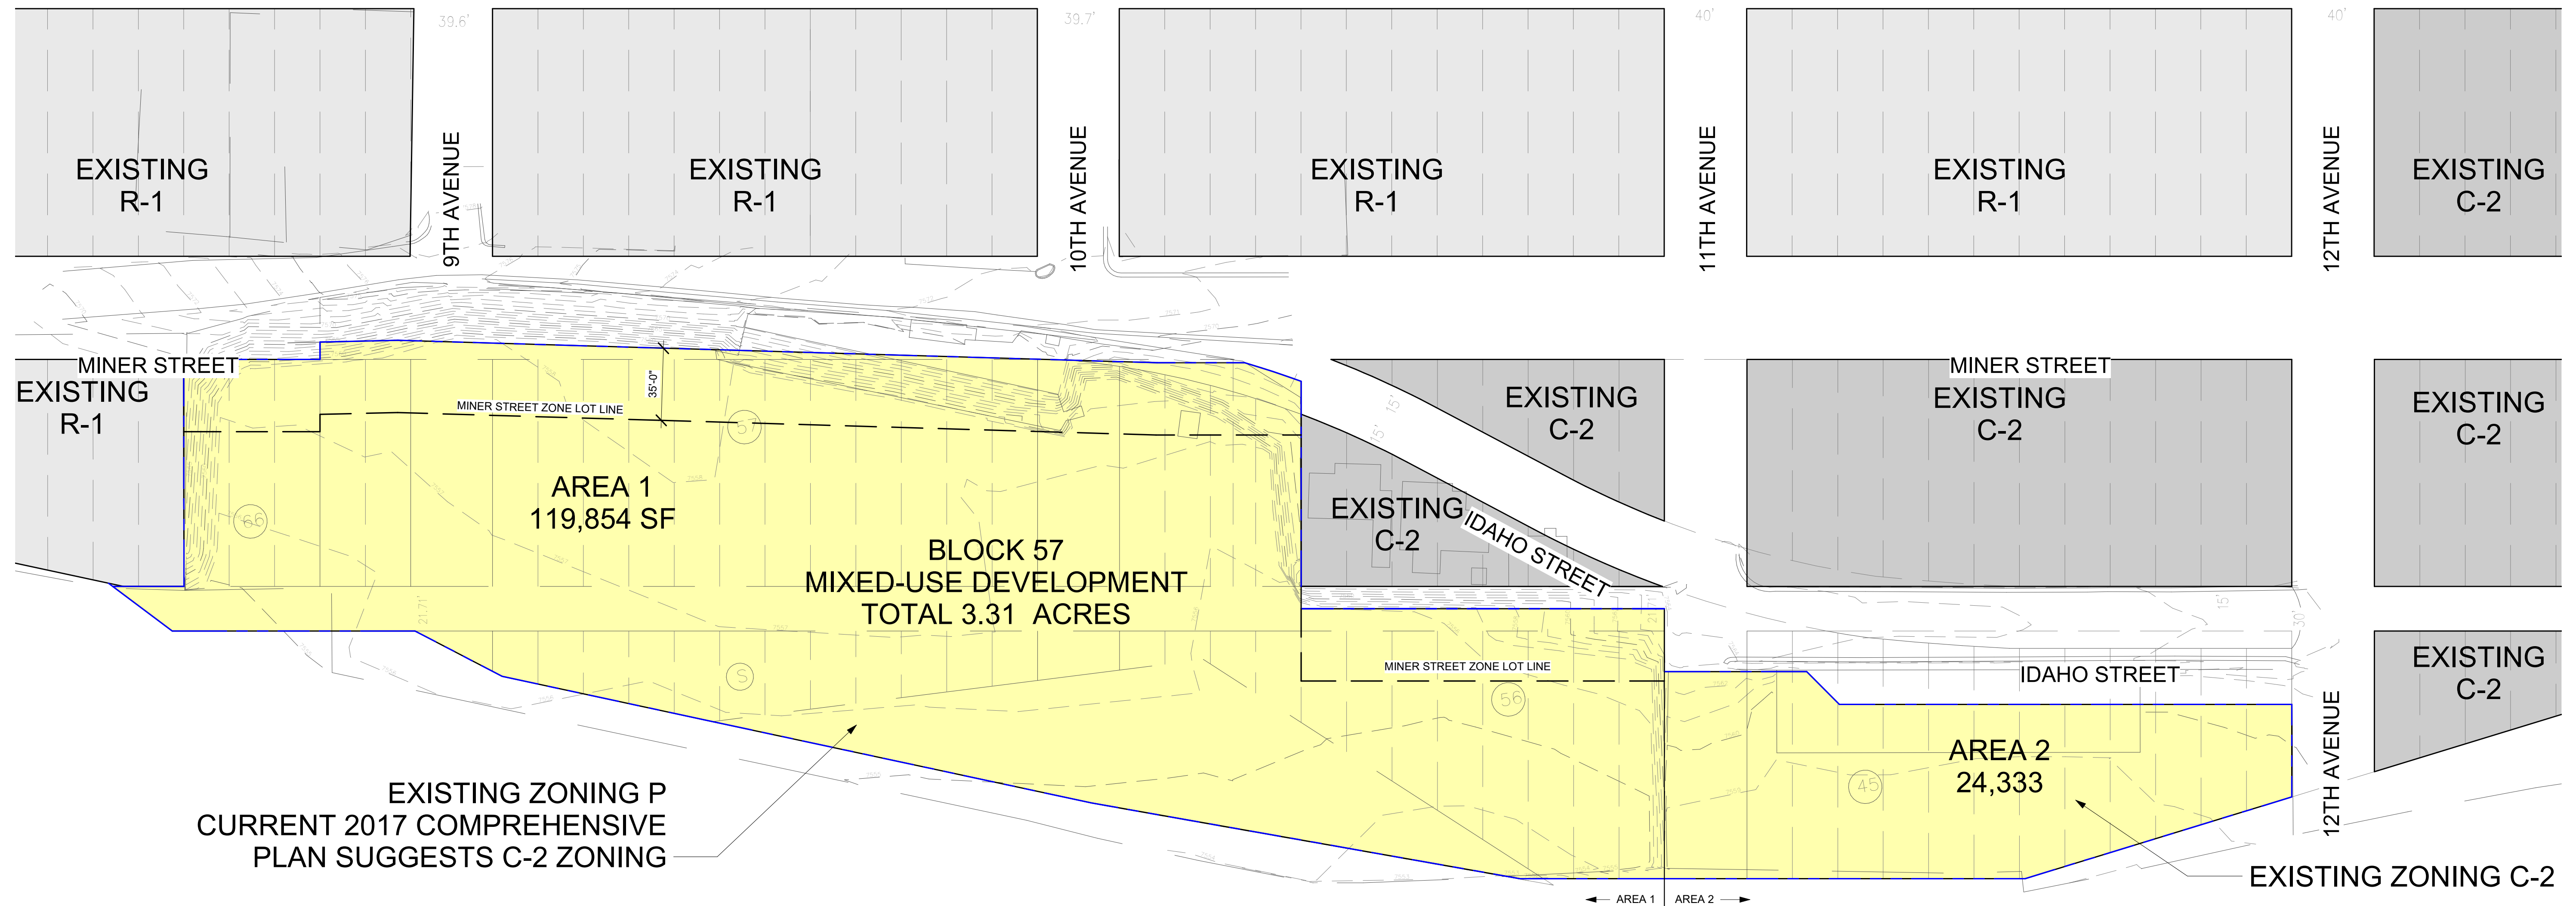 39.6'
39.7'
40'
40'
EXISTING
R-1
9TH AVENUE
EXISTING
R-1
10TH AVENUE
EXISTING
R-1
11TH AVENUE
EXISTING
R-1
12TH AVENUE
EXISTING
C-2
MINER STREET
EXISTING
R-1
35'-0"
MINER STREET ZONE LOT LINE
57
66
AREA 1
119,854 SF
BLOCK 57
MIXED-USE DEVELOPMENT
TOTAL 3.31 ACRES
21.71'
S
15'
15'
EXISTING
C-2
EXISTING
C-2
IDAHO STREET
MINER STREET
EXISTING
C-2
EXISTING
C-2
21.71'
15'
30'
MINER STREET ZONE LOT LINE
56
IDAHO STREET
EXISTING
C-2
12TH AVENUE
AREA 2
24,333
45
EXISTING ZONING P
CURRENT 2017 COMPREHENSIVE
PLAN SUGGESTS C-2 ZONING
EXISTING ZONING C-2
AREA 1
AREA 2